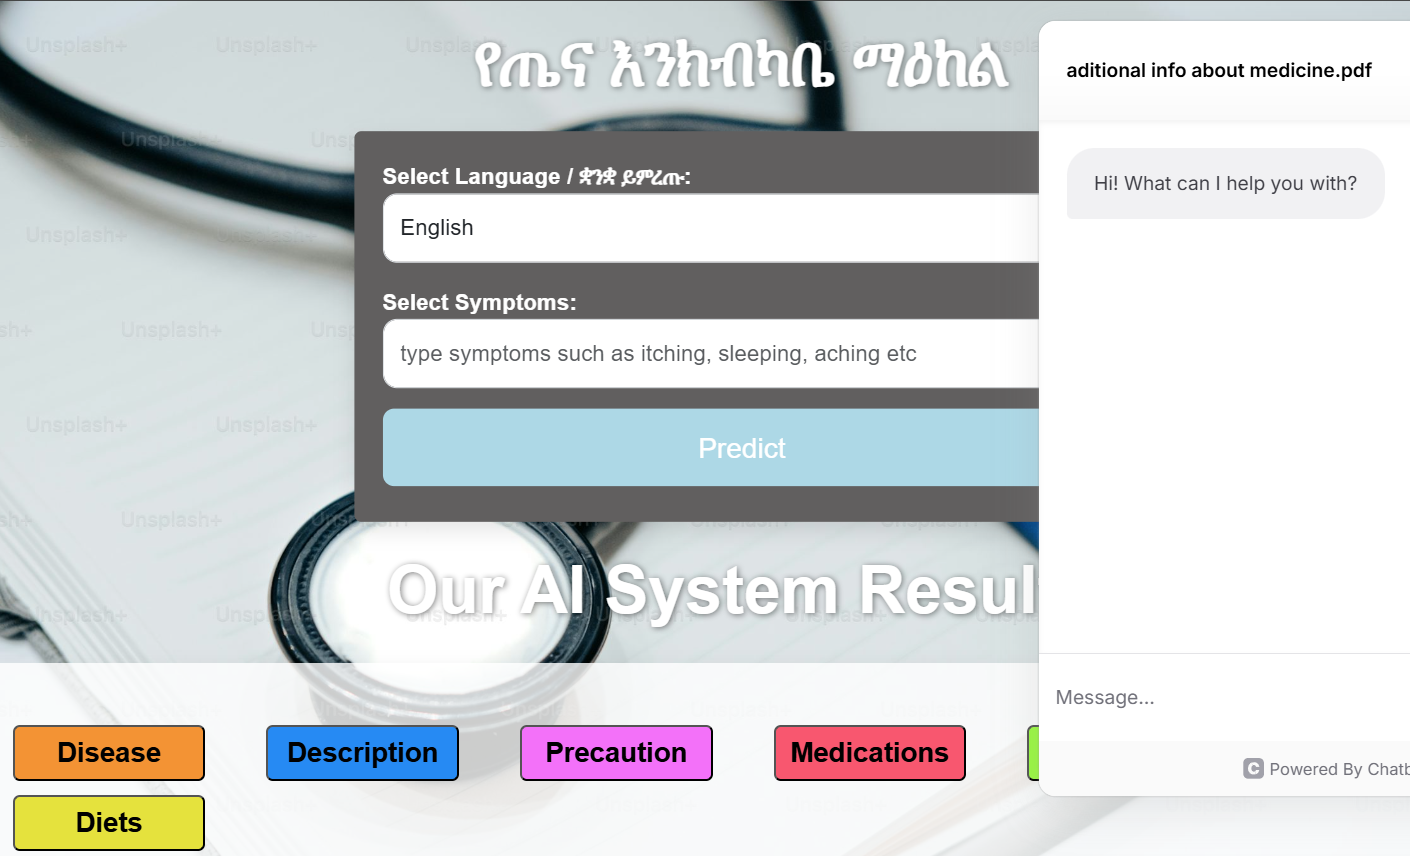 የጤና እንክብካቤ ማዕከል
aditional info about medicine.pdf
Select Language / ቋንቋ ይምረጡ:
English
Hi! What can I help you with?
Select Symptoms:
type symptoms such as itching, sleeping, aching etc
Predict
Our AI System Resul
Message...
Disease
Description
Precaution
Medications
Powered By Chatb
Diets
Unsplash+